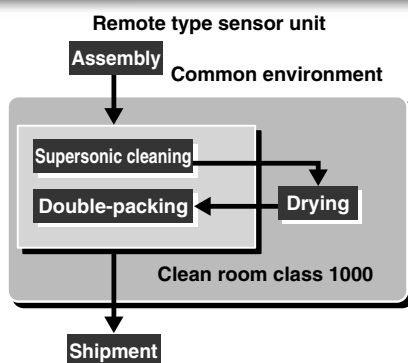 Remote type sensor unit
Assembly
Common environment
Supersonic cleaning
Double-packing
Drying
Clean room class 1000
Shipment